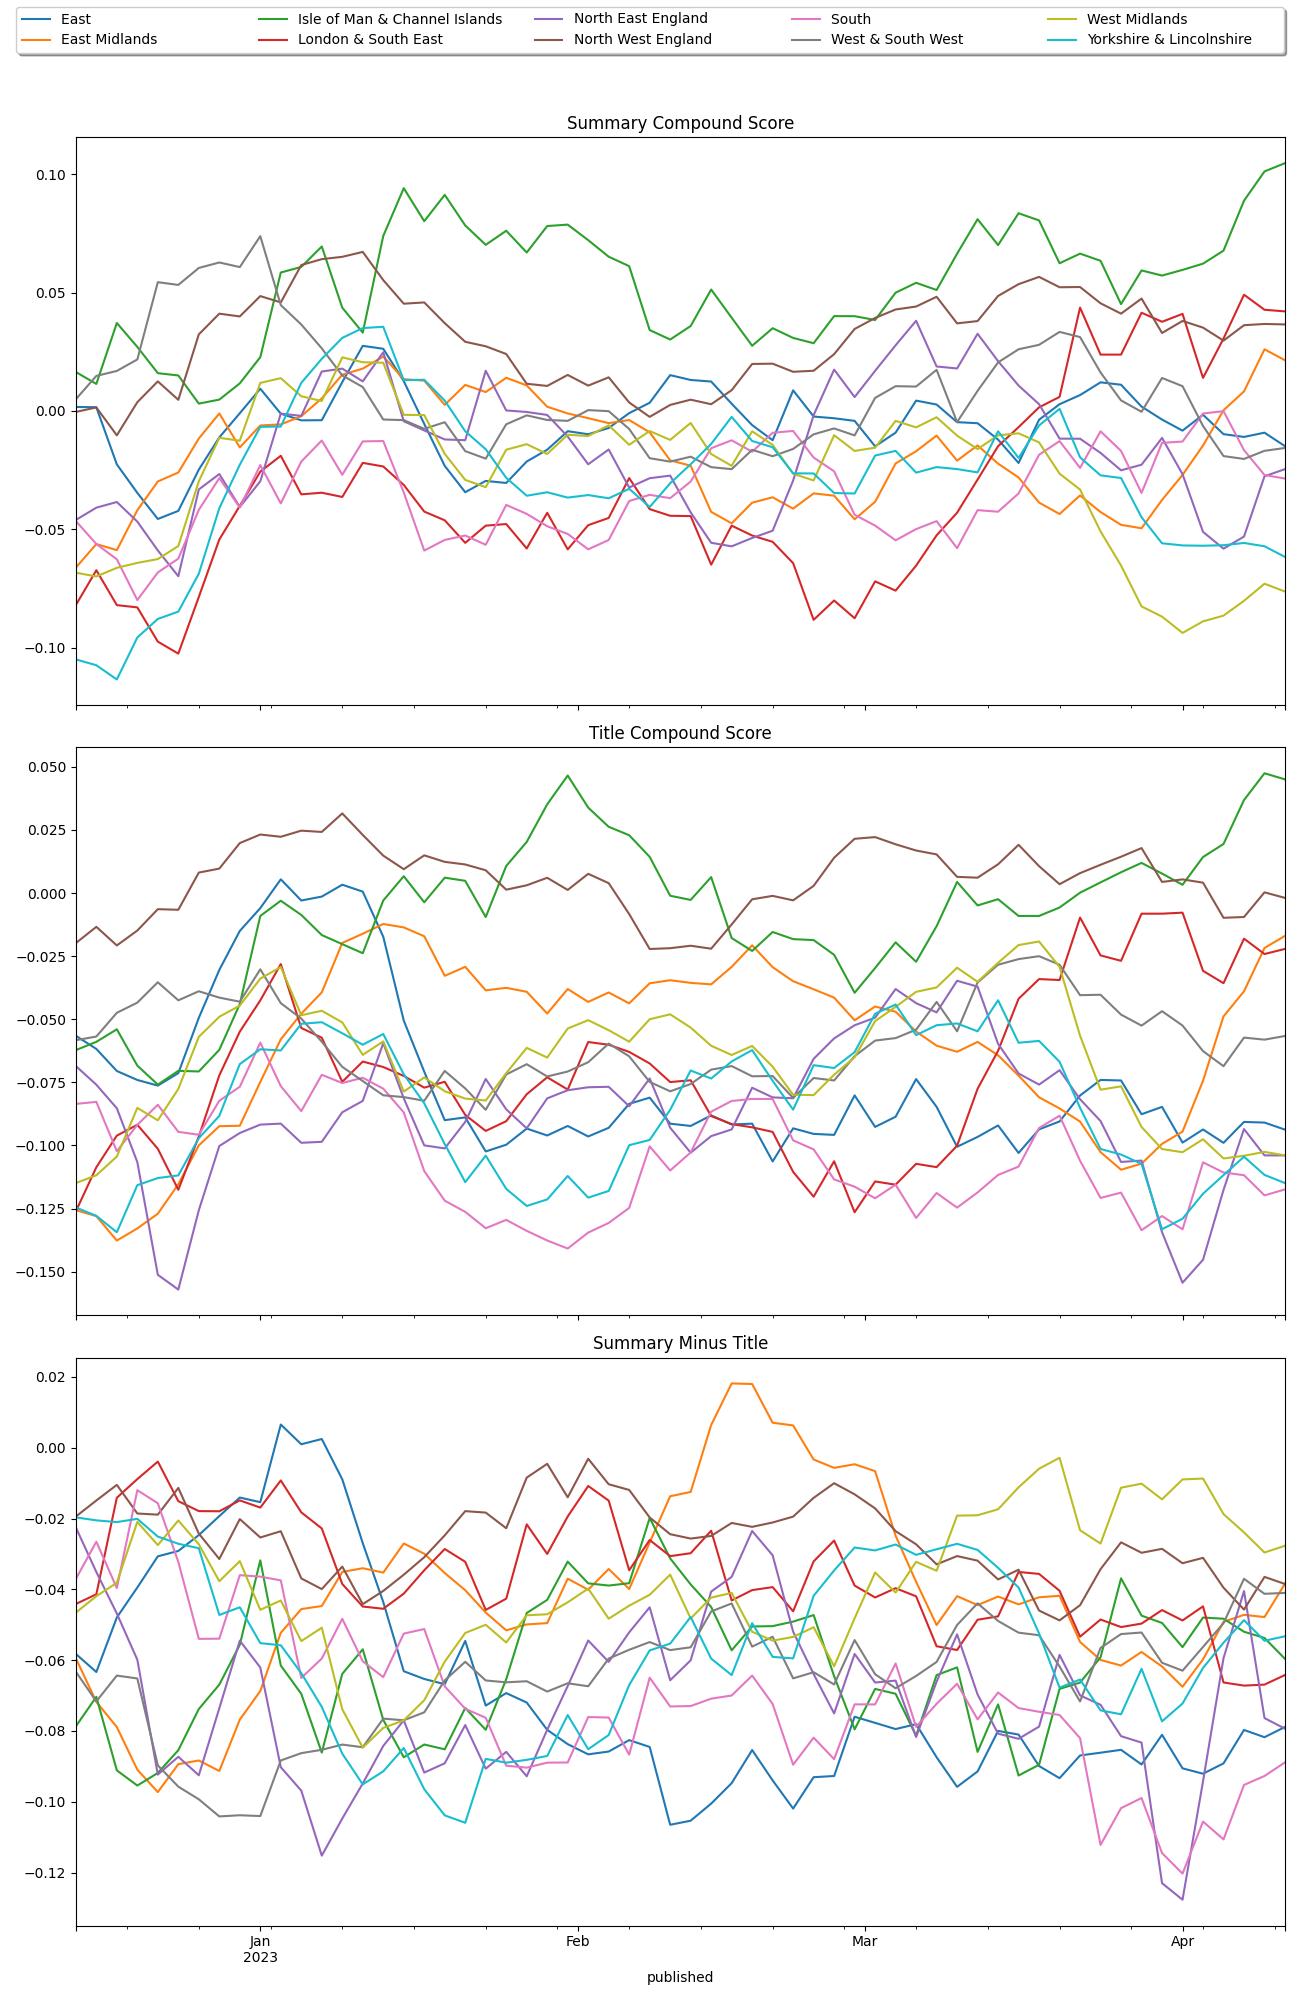 East
Isle of Man & Channel Islands
North East England
South
West Midlands
East Midlands
London & South East
North West England
West & South West
Yorkshire & Lincolnshire
Summary Compound Score
0.10
0.05
0.00
−0.05
−0.10
Title Compound Score
0.050
0.025
0.000
−0.025
−0.050
−0.075
−0.100
−0.125
−0.150
Summary Minus Title
0.02
0.00
−0.02
−0.04
−0.06
−0.08
−0.10
−0.12
Jan
Feb
Mar
Apr
2023
published